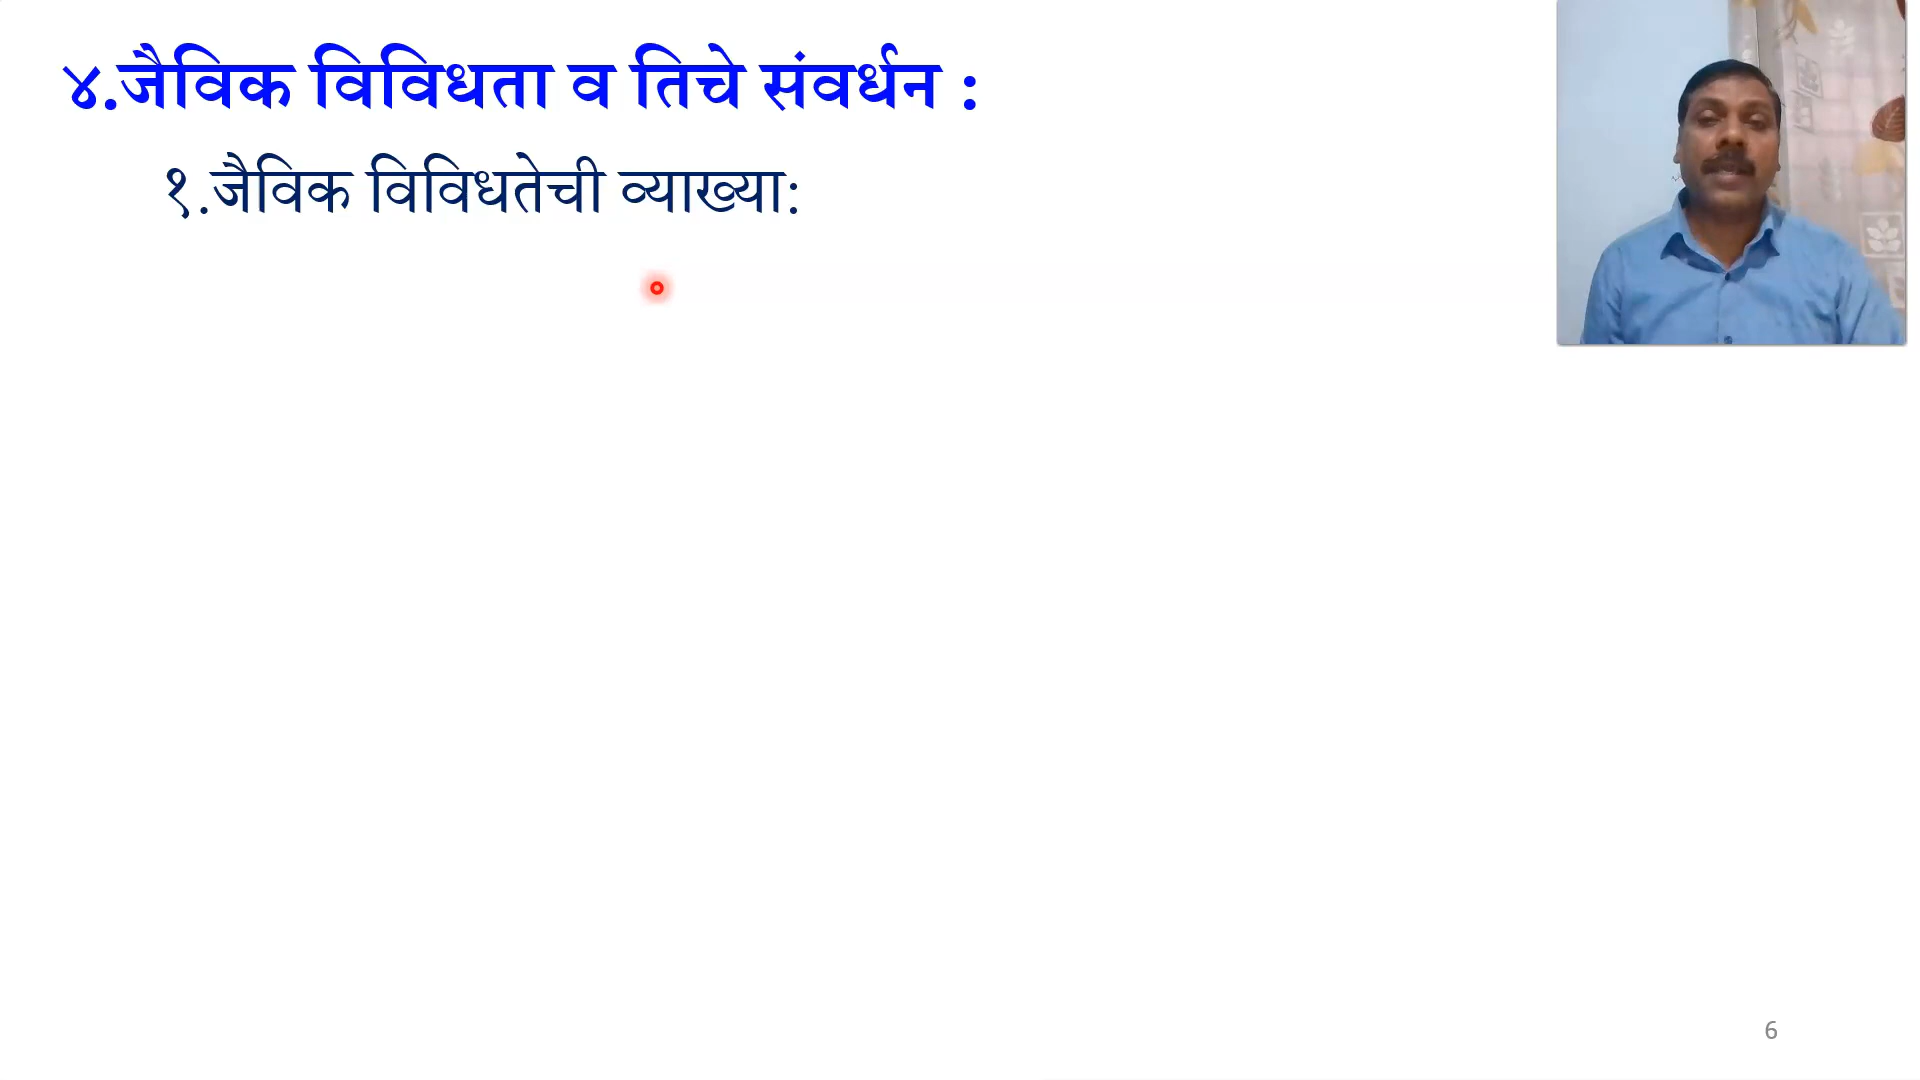 ४.जैविक विविधता व तिचे संवर्धन :
१.जैविक विविधतेची व्याख्या:
6